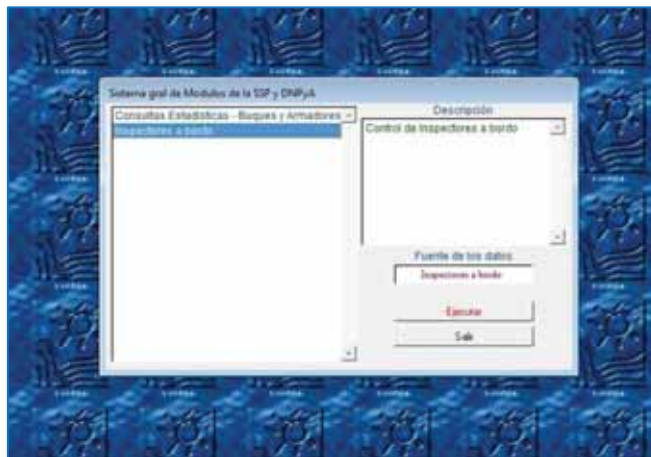 Sistema gral de Modulos de la SSP y DNPyA
Consultas Estadisticas - Buques y Armadores
Inspectores a bordo
Descripción
Control de Inspectores a bordo
Fuente de los datos
Inspectores a bordo
Ejecutar
Salir